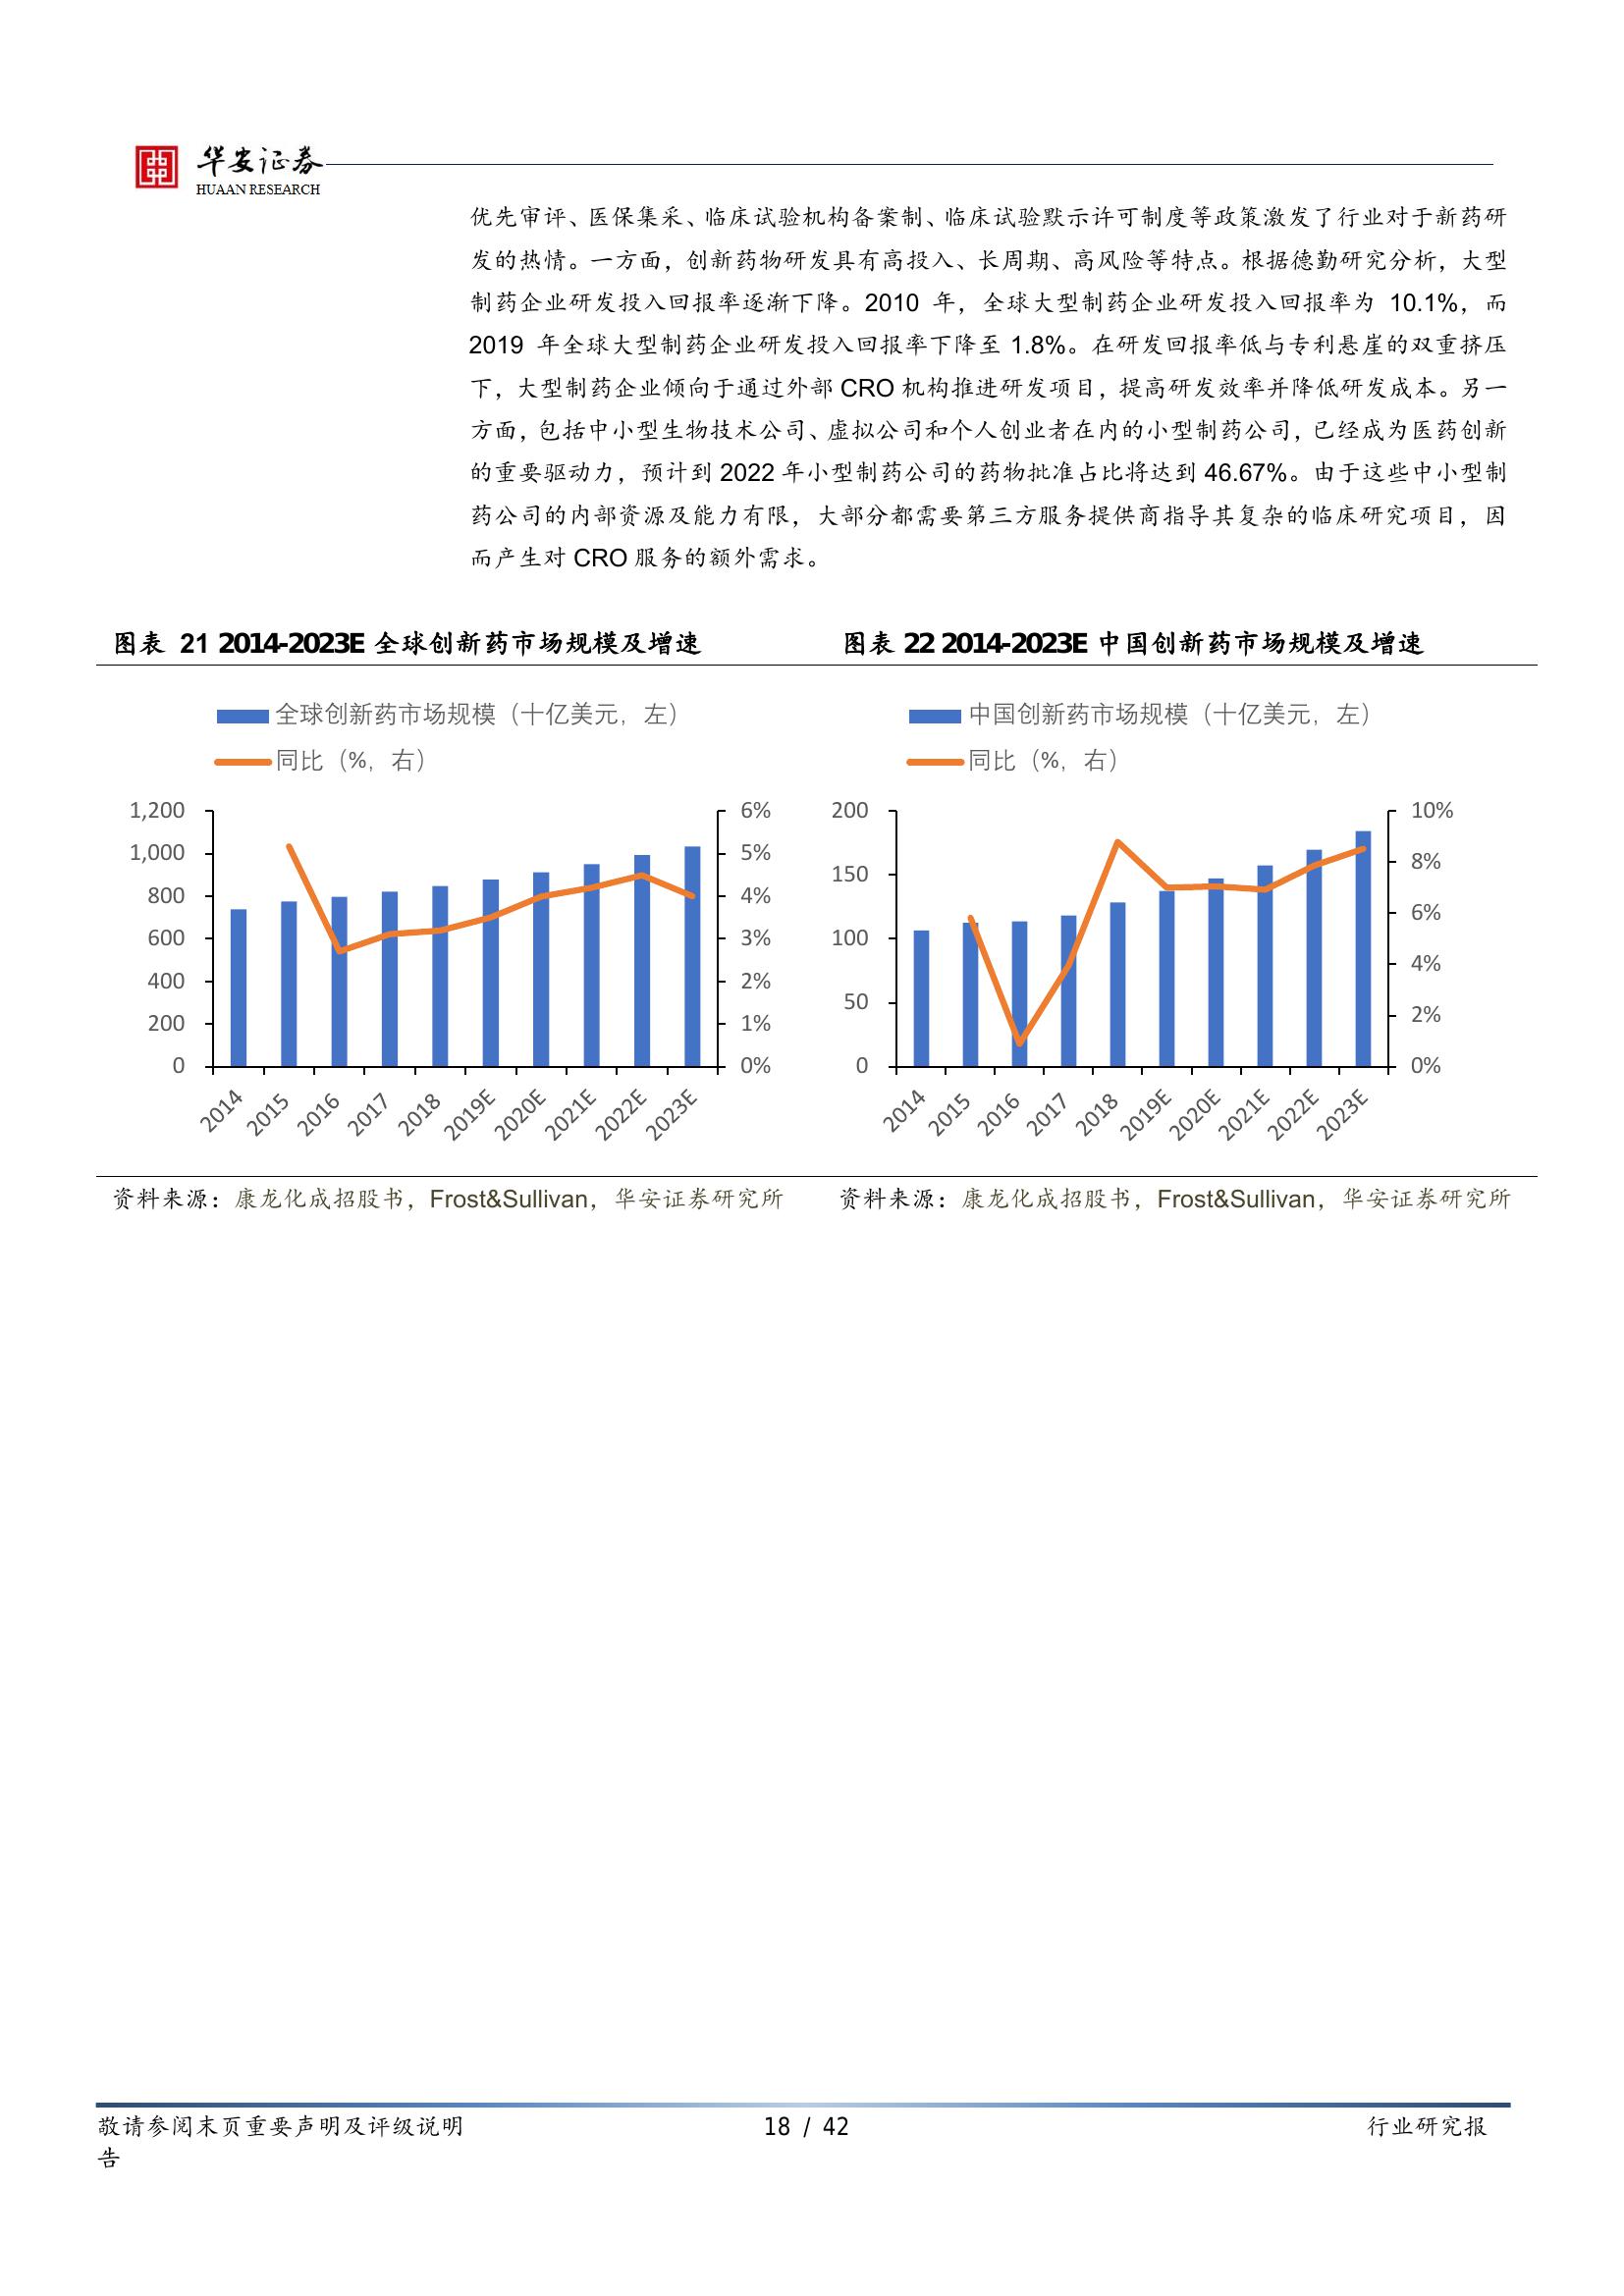 华安证券
HUAAN RESEARCH
优先审评、医保集采、临床试验机构备案制、临床试验默示许可制度等政策激发了行业对于新药研
发的热情。一方面，创新药物研发具有高投入、长周期、高风险等特点。根据德勤研究分析，大型
制药企业研发投入回报率逐渐下降。2010 年，全球大型制药企业研发投入回报率为 10.1%，而
2019 年全球大型制药企业研发投入回报率下降至 1.8%。在研发回报率低与专利悬崖的双重挤压
下，大型制药企业倾向于通过外部 CRO 机构推进研发项目，提高研发效率并降低研发成本。另一
方面，包括中小型生物技术公司、虚拟公司和个人创业者在内的小型制药公司，已经成为医药创新
的重要驱动力，预计到 2022 年小型制药公司的药物批准占比将达到 46.67%。由于这些中小型制
药公司的内部资源及能力有限，大部分都需要第三方服务提供商指导其复杂的临床研究项目，因
而产生对 CRO 服务的额外需求。
图表 21 2014-2023E 全球创新药市场规模及增速
全球创新药市场规模（十亿美元，左）
同比（%，右）
1,200
1,000
800
600
400
200
0
6%
5%
4%
3%
2%
1%
0%
2014
2015
2016
2017
2018
2019E
2020E
2021E
2022E
2023E
资料来源：康龙化成招股书，Frost&Sullivan，华安证券研究所
图表 22 2014-2023E 中国创新药市场规模及增速
中国创新药市场规模（十亿美元，左）
同比（%，右）
200
150
100
50
0
10%
8%
6%
4%
2%
0%
2014
2015
2016
2017
2018
2019E
2020E
2021E
2022E
2023E
资料来源：康龙化成招股书，Frost&Sullivan，华安证券研究所
敬请参阅末页重要声明及评级说明 18 / 42 行业研究报
告